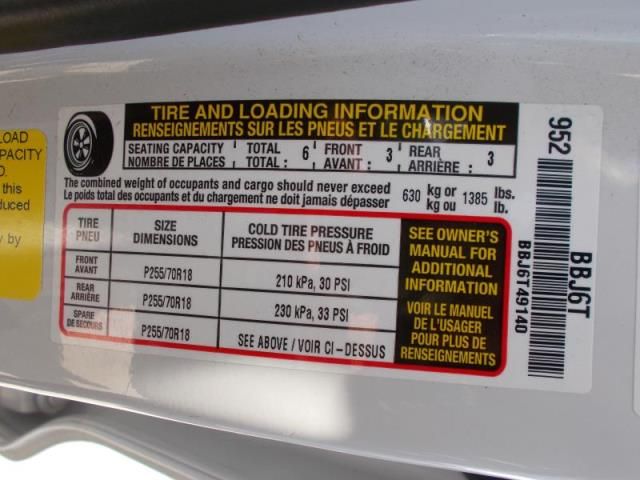 LOAD
CAPACITY
this
reduced
by
TIRE AND LOADING INFORMATION
RENSEIGNEMENTS SUR LES PNEUS ET LE CHARGEMENT
SEATING CAPACITY TOTAL 6 FRONT 3 REAR 3
NOMBRE DE PLACES TOTAL : AVANT : ARRIÈRE :
The combined weight of occupants and cargo should never exceed 630 kg or 1385 lbs.
Le poids total des occupants et du chargement ne doit jamais dépasser kg ou lb.
TIRE SIZE COLD TIRE PRESSURE
PNEU DIMENSIONS PRESSION DES PNEUS À FROID
FRONT
AVANT P255/70R18 210 kPa, 30 PSI
REAR
ARRIÈRE P255/70R18 230 kPa, 33 PSI
SPARE
DE SECOURS P255/70R18 SEE ABOVE / VOIR CI-DESSUS
SEE OWNER'S
MANUAL FOR
ADDITIONAL
INFORMATION
VOIR LE MANUEL
DE L'USAGER
POUR PLUS DE
RENSEIGNEMENTS
952 BBJ6T
BBJ6T49140